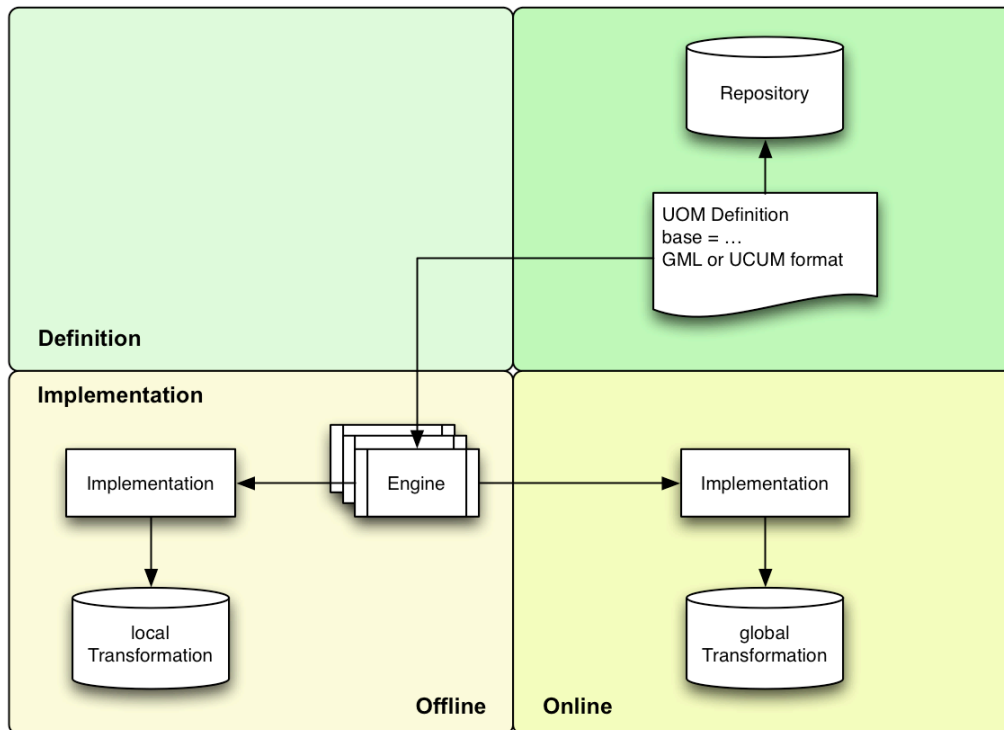 Repository
UOM Definition
base = …
GML or UCUM format
Definition
Implementation
Implementation
Engine
Implementation
local
Transformation
global
Transformation
Offline
Online